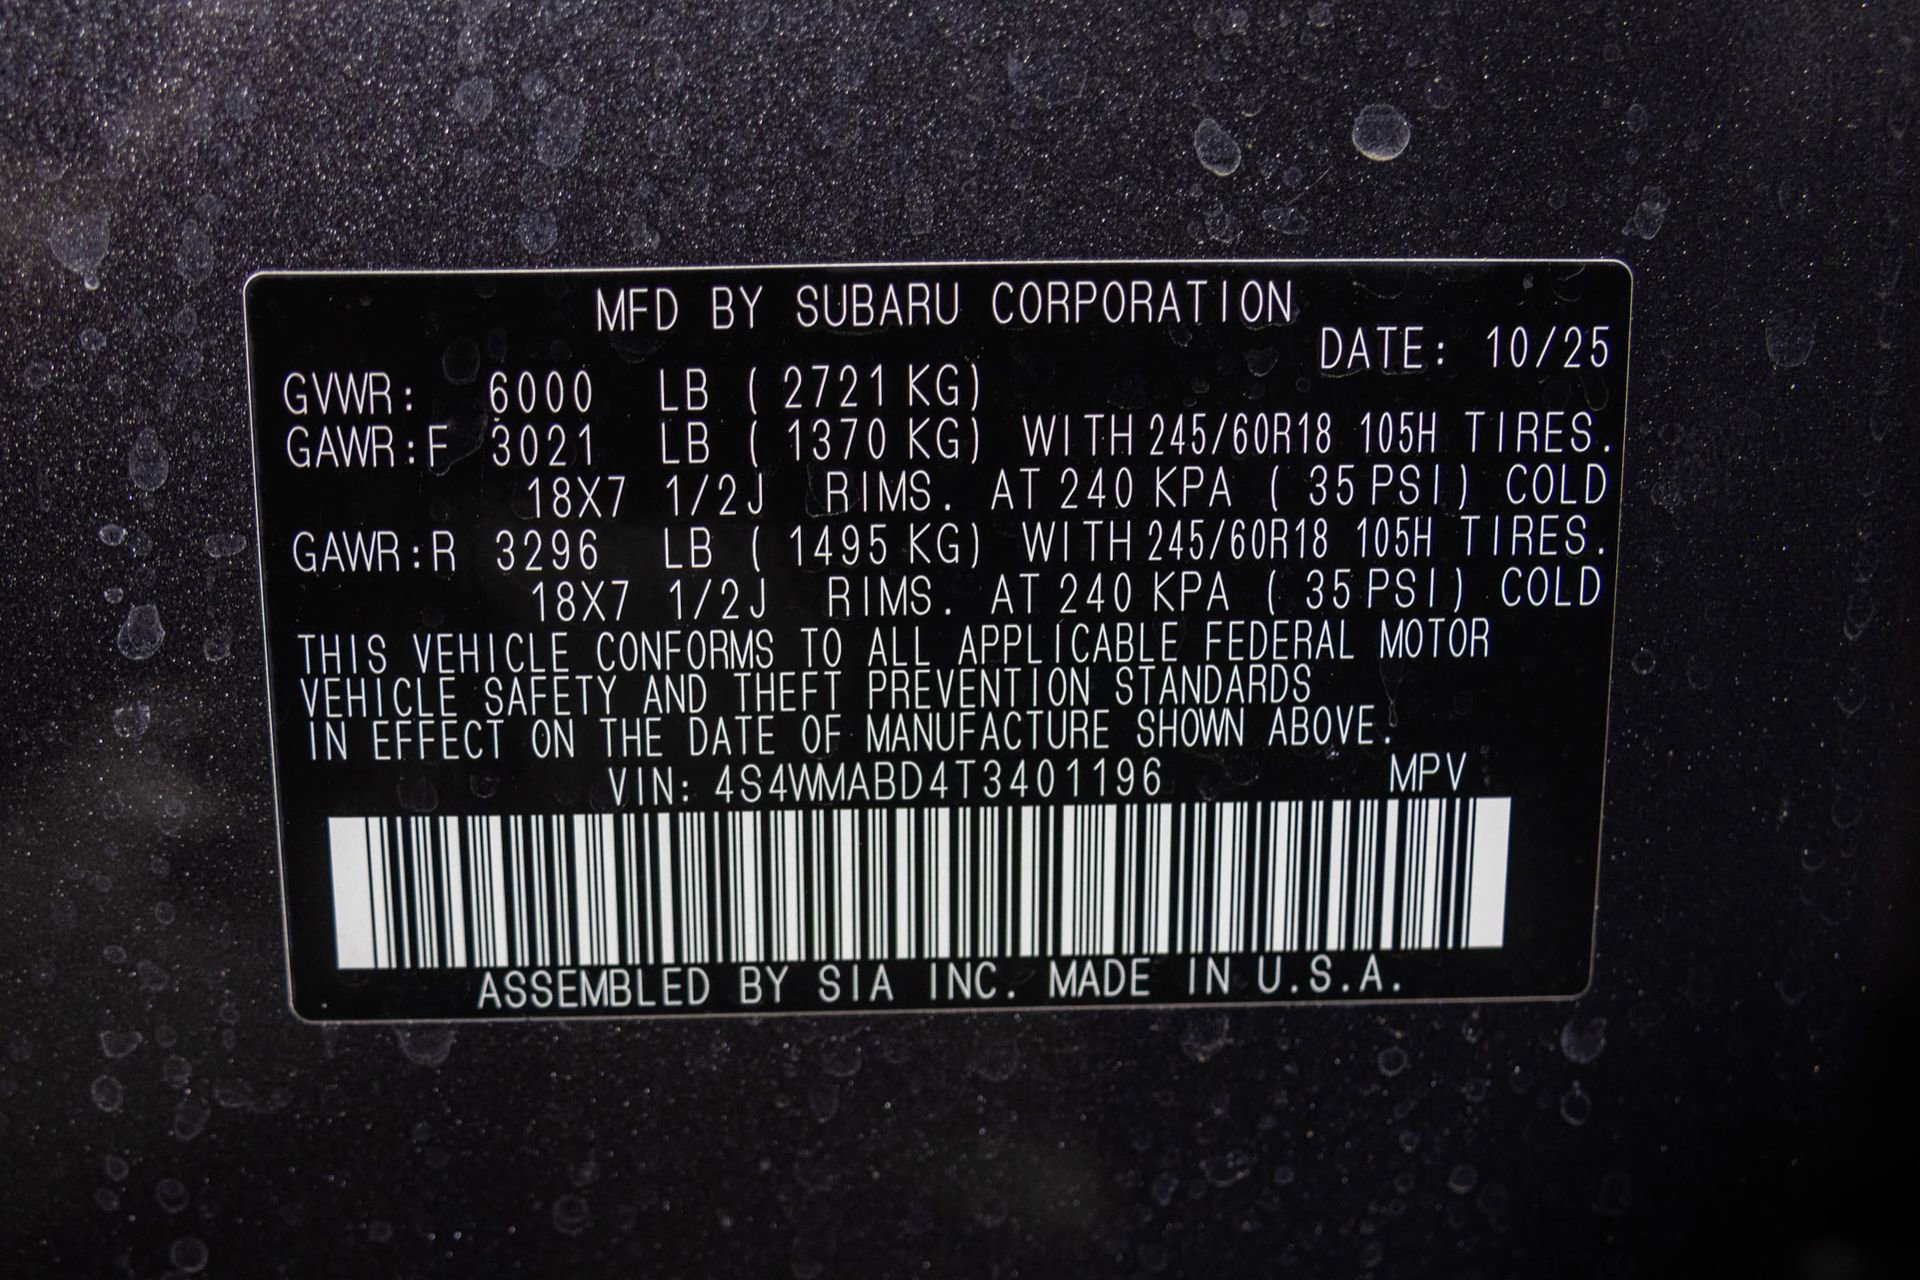 MFD BY SUBARU CORPORATION
DATE: 10/25
GVWR: 6000 LB ( 2721 KG)
GAWR:F 3021 LB ( 1370 KG) WITH 245/60R18 105H TIRES.
18X7 1/2J RIMS. AT 240 KPA ( 35 PSI) COLD
GAWR:R 3296 LB ( 1495 KG) WITH 245/60R18 105H TIRES.
18X7 1/2J RIMS. AT 240 KPA ( 35 PSI) COLD
THIS VEHICLE CONFORMS TO ALL APPLICABLE FEDERAL MOTOR
VEHICLE SAFETY AND THEFT PREVENTION STANDARDS
IN EFFECT ON THE DATE OF MANUFACTURE SHOWN ABOVE.
VIN: 4S4WMABD4T3401196 MPV
ASSEMBLED BY SIA INC. MADE IN U.S.A.